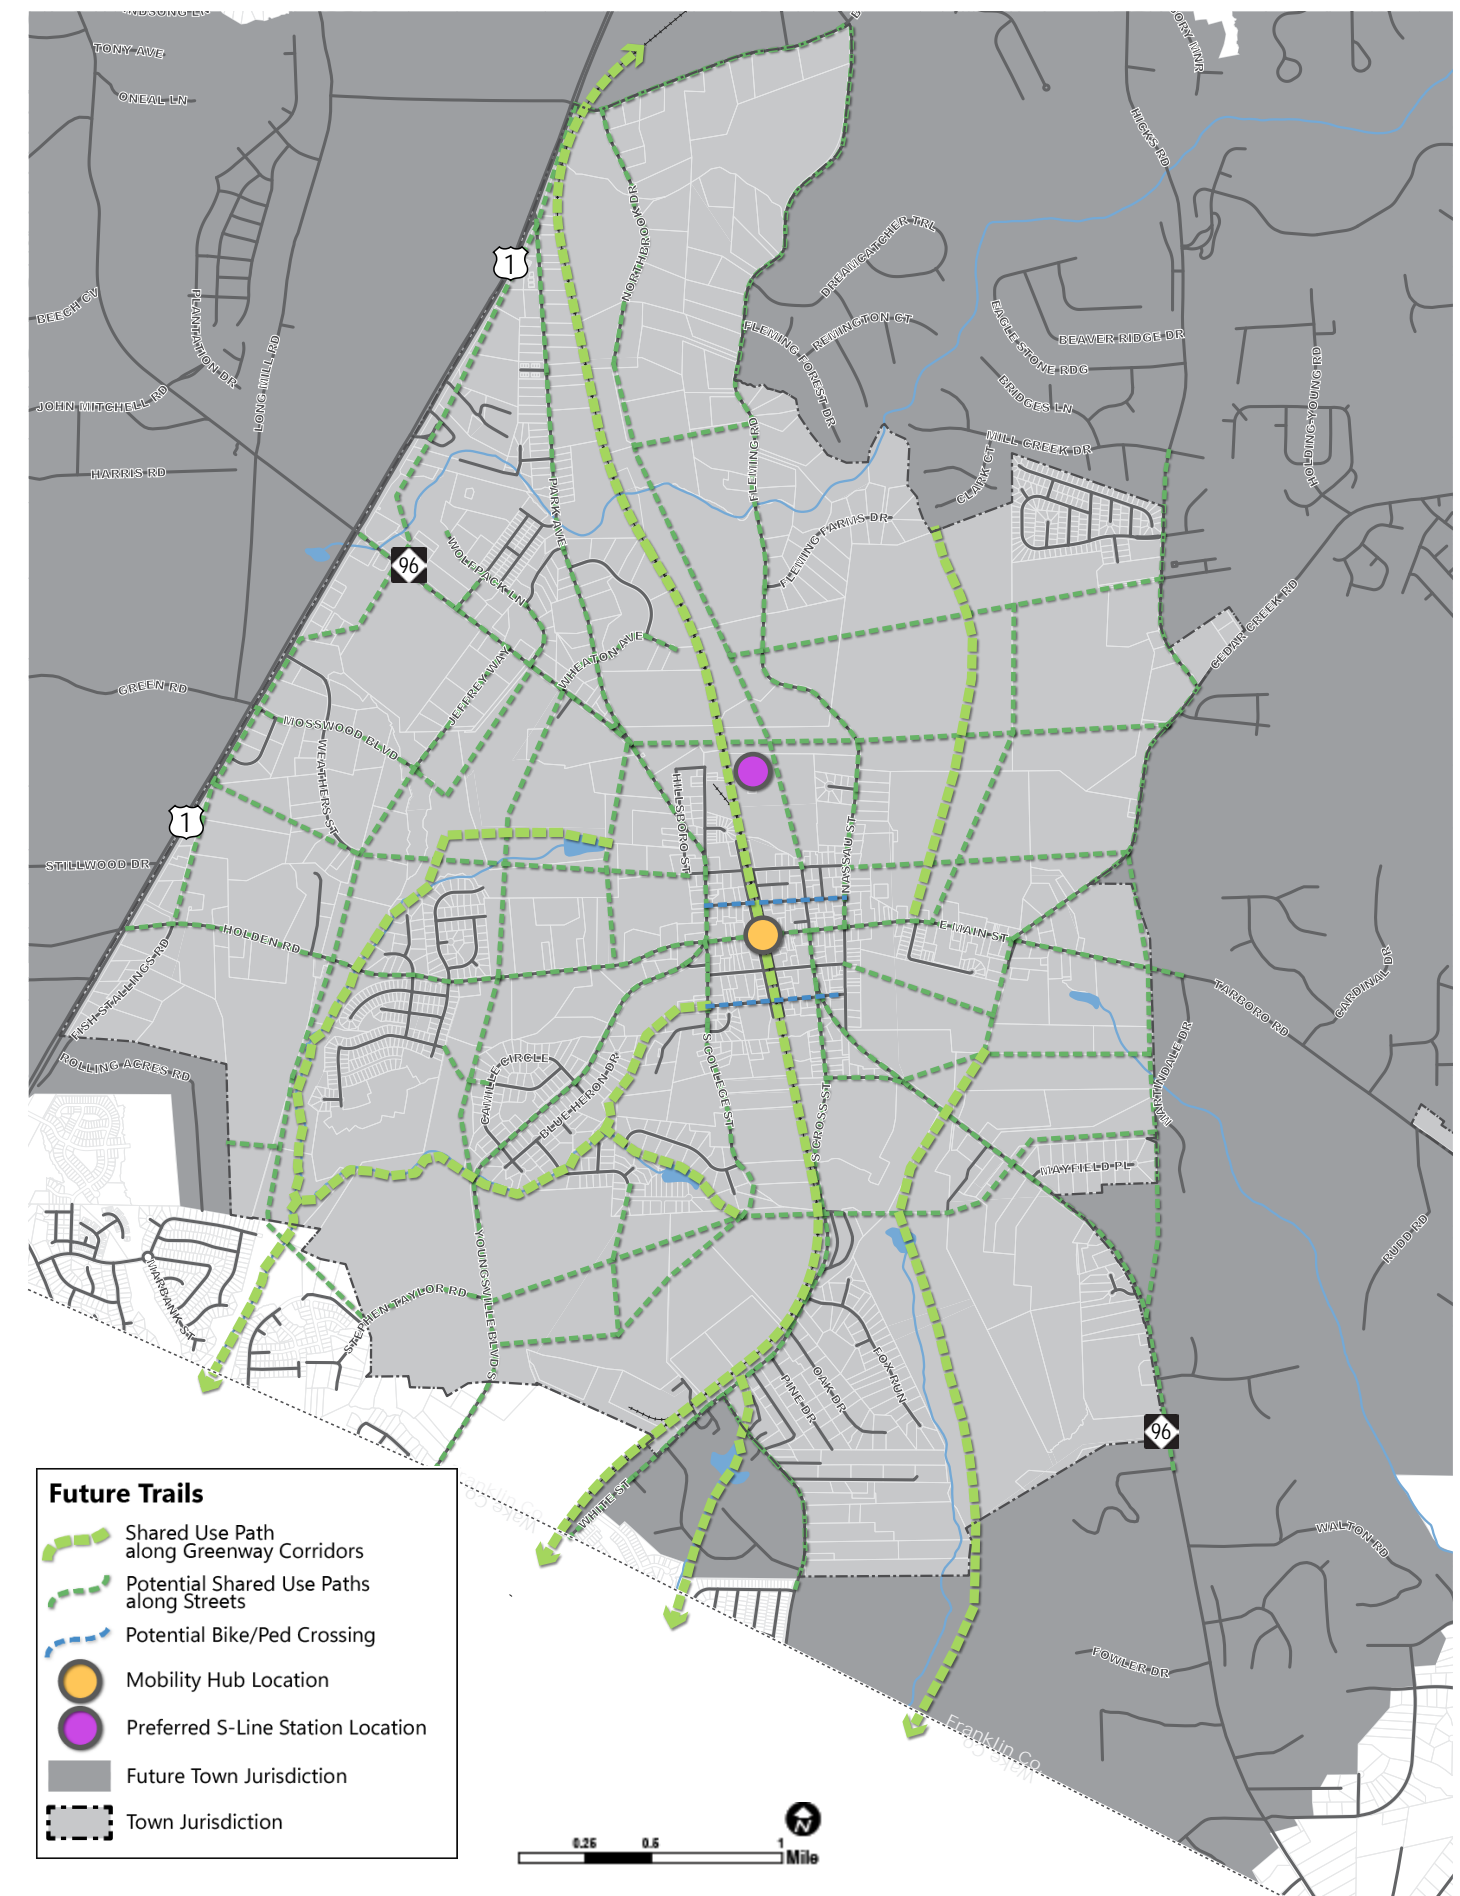 TONY AVE
ONEAL LN
HICKS RD
NORTHBROOK DR
DREAMCATCHER TRL
1
BEECH CV
PLANTATION DR
LONG MILL RD
FLEMING FOREST DR
REMINGTON CT
EAGLE STONE RDG
BEAVER RIDGE DR
BRIDGES LN
HOLDING-YOUNG RD
JOHN MITCHELL RD
MILL CREEK DR
HARRIS RD
FLEMING RD
CLARK CT
PARK AVE
FLEMING FARMS DR
96
WOLFPACK LN
WHEATON AVE
CEDAR CREEK RD
GREEN RD
JEFFREY WAY
MOSSWOOD BLVD
WEATHERS ST
HILLSBORO ST
1
NASSAU ST
STILLWOOD DR
HOLDEN RD
E MAIN ST
FISH STALLINGS RD
TARBORO RD
CARDINAL DR
ROLLING ACRES RD
CAMILLE CIRCLE
BLUE HERON DR
S COLLEGE ST
S CROSS ST
MARTINDALE DR
MAYFIELD PL
RUDD RD
MARBANK ST
STEPHEN TAYLOR RD
YOUNGSVILLE BLVD S
PINE DR
OAK DR
FOX RUN
96
WHITE ST
WALTON RD
FOWLER DR
Franklin Co
Wake Co
Franklin Co
Wake Co
Future Trails
Shared Use Path
along Greenway Corridors
Potential Shared Use Paths
along Streets
Potential Bike/Ped Crossing
Mobility Hub Location
Preferred S-Line Station Location
Future Town Jurisdiction
Town Jurisdiction
N
0.25 0.5 1
Mile